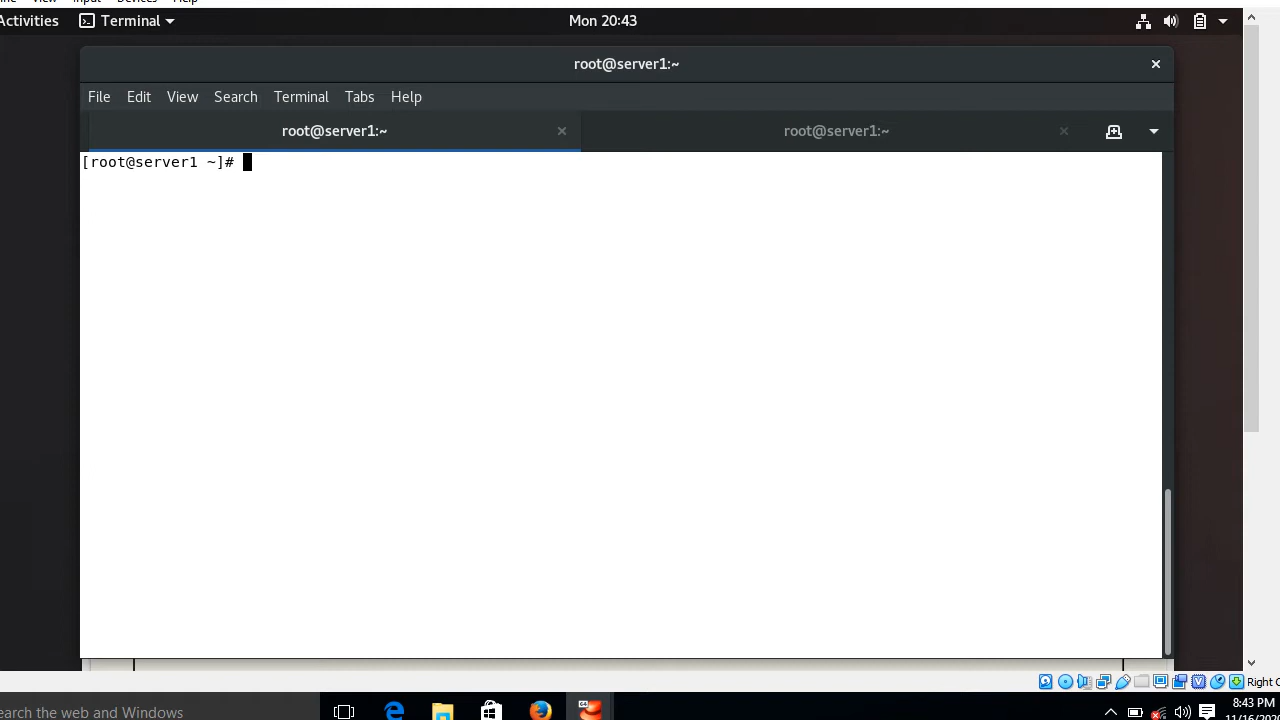 Activities Terminal Mon 20:43
root@server1:~
File Edit View Search Terminal Tabs Help
root@server1:~ root@server1:~
[root@server1 ~]#
Right C
8:43 PM
earch the web and Windows